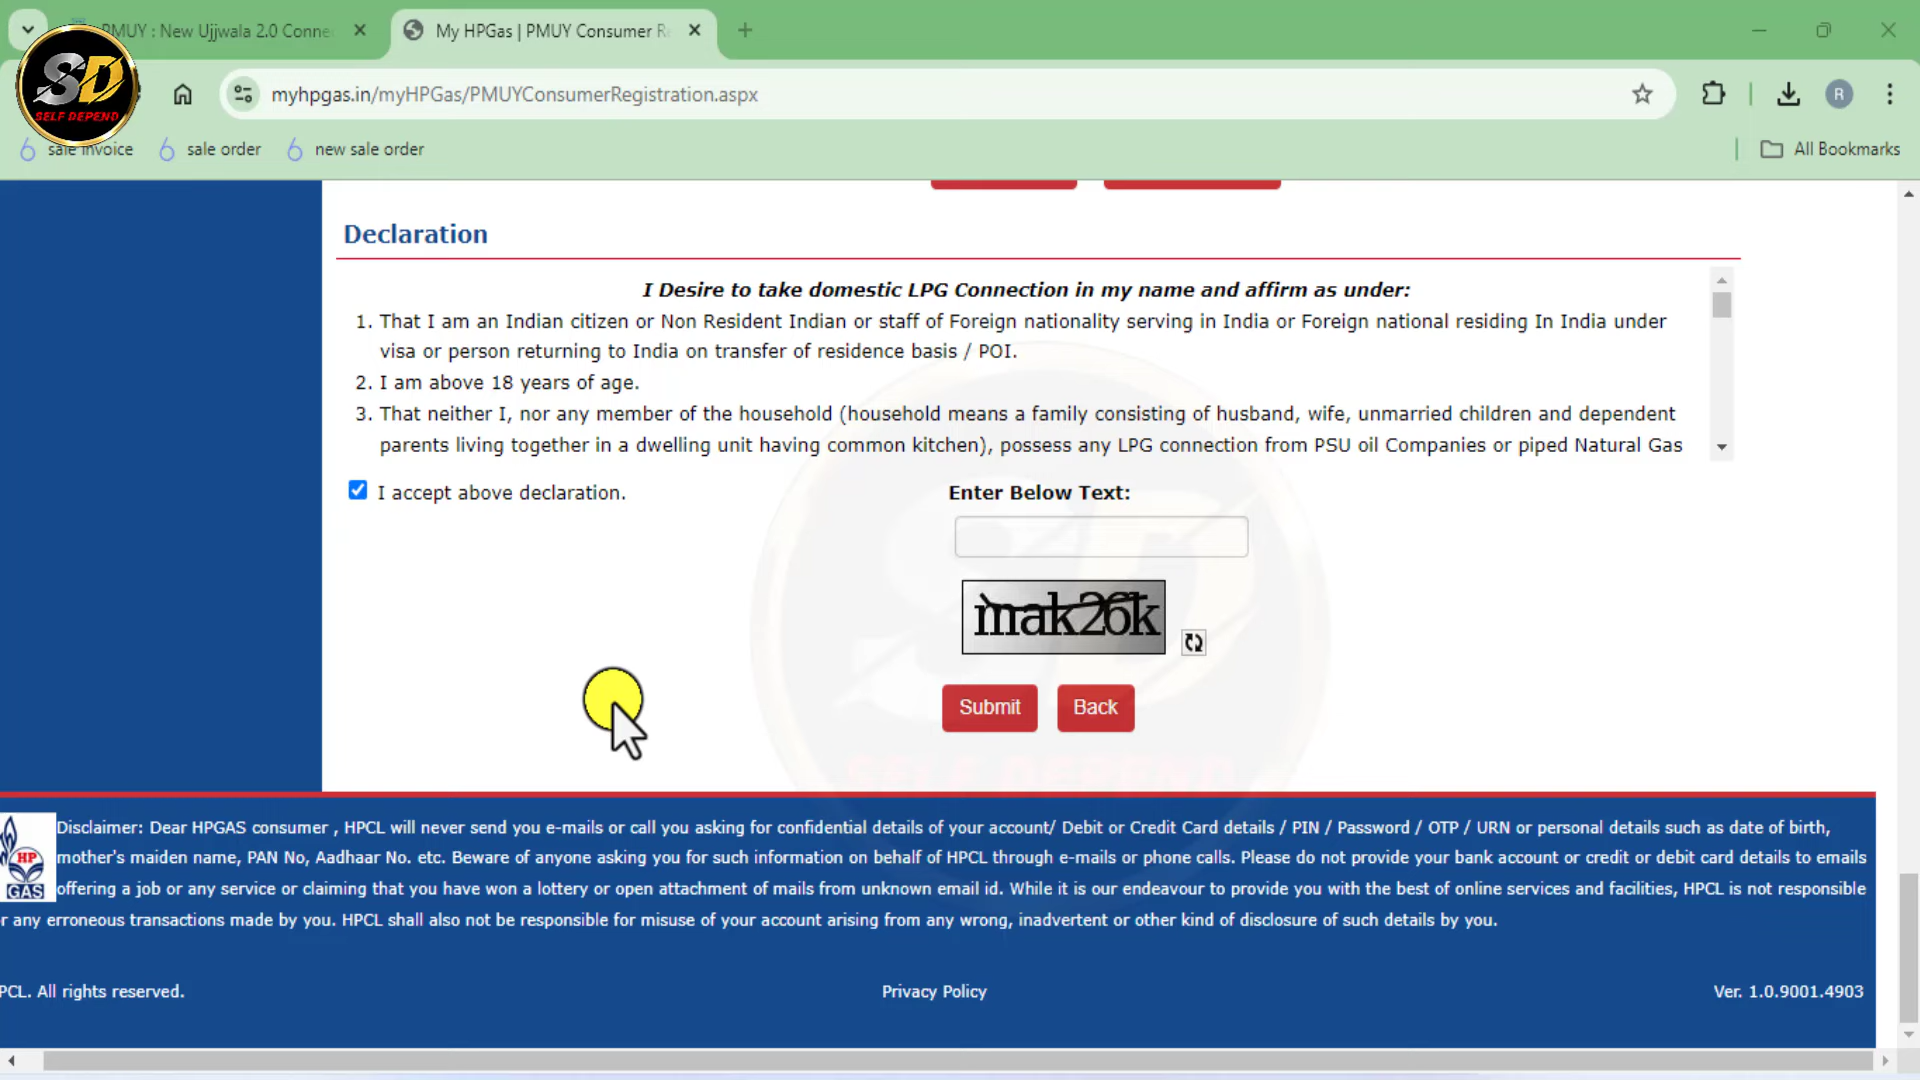 PMUY : New Ujjwala 2.0 Conne
My HPGas | PMUY Consumer Re
SD
SELF DEPEND
myhpgas.in/myHPGas/PMUYConsumerRegistration.aspx
R
sale invoice
sale order
new sale order
All Bookmarks
Declaration
I Desire to take domestic LPG Connection in my name and affirm as under:
1. That I am an Indian citizen or Non Resident Indian or staff of Foreign nationality serving in India or Foreign national residing In India under
visa or person returning to India on transfer of residence basis / POI.
2. I am above 18 years of age.
3. That neither I, nor any member of the household (household means a family consisting of husband, wife, unmarried children and dependent
parents living together in a dwelling unit having common kitchen), possess any LPG connection from PSU oil Companies or piped Natural Gas
I accept above declaration.
Enter Below Text:
mak26k
Submit
Back
SD
SELF DEPEND
HP
GAS
Disclaimer: Dear HPGAS consumer , HPCL will never send you e-mails or call you asking for confidential details of your account/ Debit or Credit Card details / PIN / Password / OTP / URN or personal details such as date of birth,
mother's maiden name, PAN No, Aadhaar No. etc. Beware of anyone asking you for such information on behalf of HPCL through e-mails or phone calls. Please do not provide your bank account or credit or debit card details to emails
offering a job or any service or claiming that you have won a lottery or open attachment of mails from unknown email id. While it is our endeavour to provide you with the best of online services and facilities, HPCL is not responsible
r any erroneous transactions made by you. HPCL shall also not be responsible for misuse of your account arising from any wrong, inadvertent or other kind of disclosure of such details by you.
PCL. All rights reserved.
Privacy Policy
Ver. 1.0.9001.4903